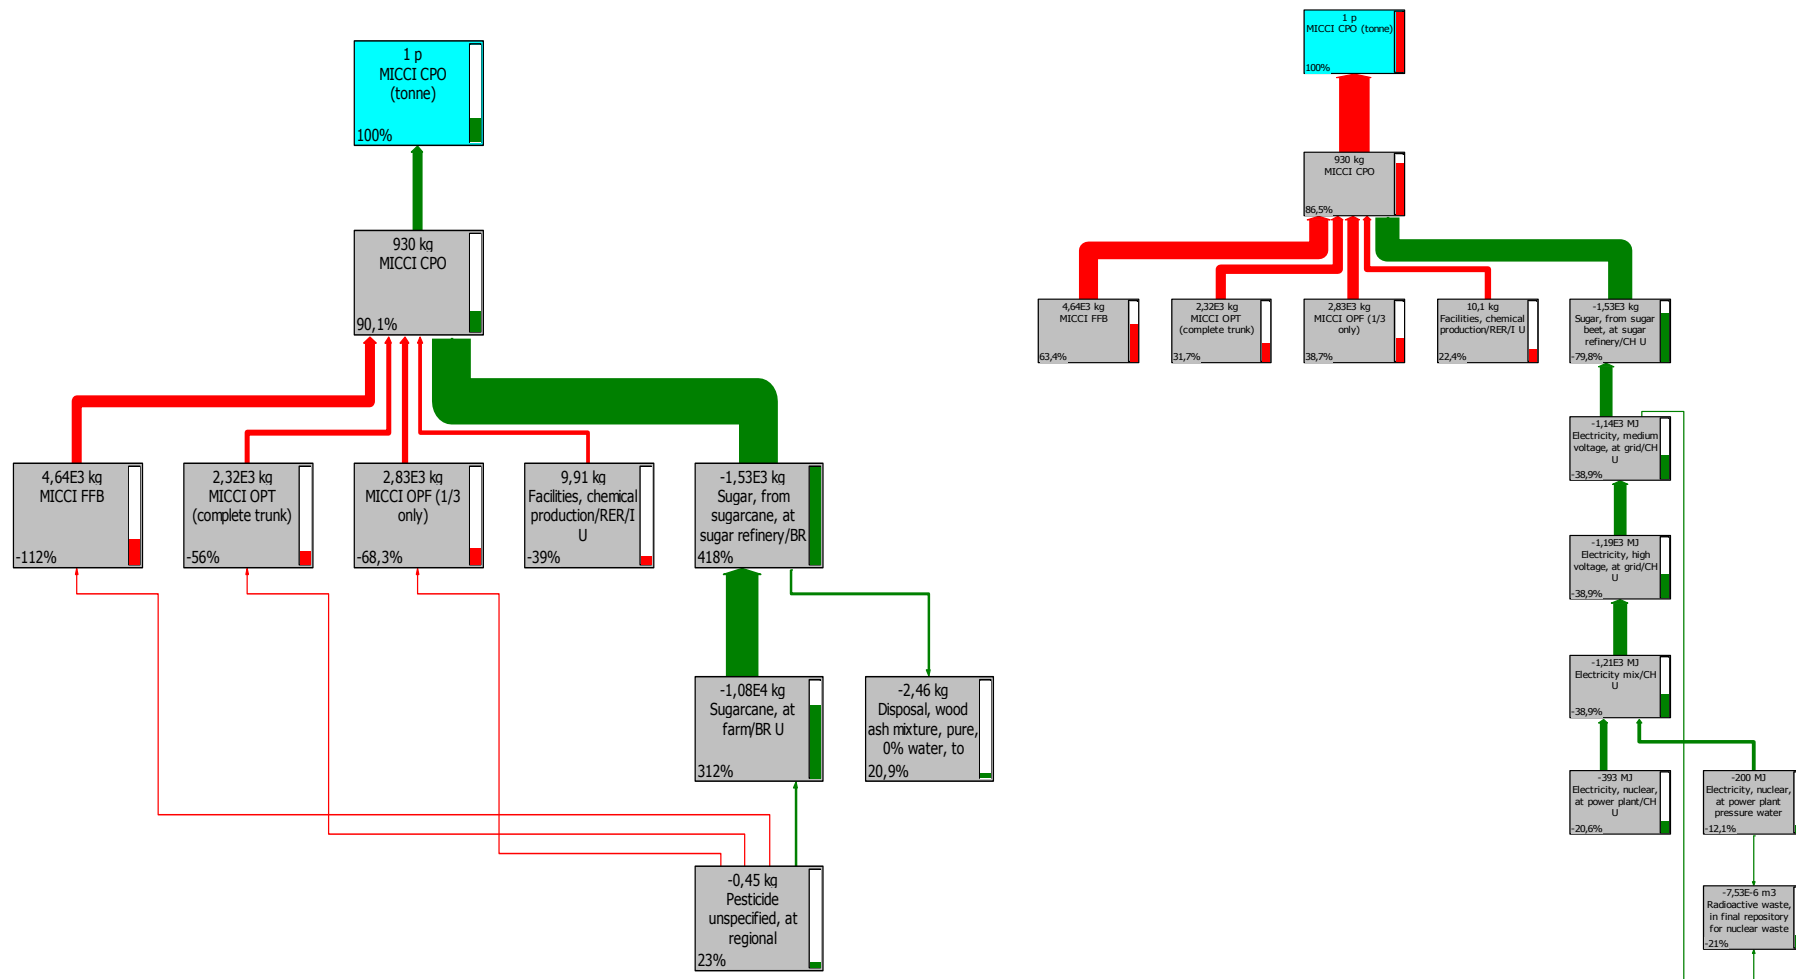 1 p
MICCI CPO
(tonne)
100%
930 kg
MICCI CPO
90,1%
4,64E3 kg
MICCI FFB
-112%
2,32E3 kg
MICCI OPT
(complete trunk)
-56%
2,83E3 kg
MICCI OPF (1/3
only)
-68,3%
9,91 kg
Facilities, chemical
production/RER/I
U
-39%
-1,53E3 kg
Sugar, from
sugarcane, at
sugar refinery/BR
418%
-1,08E4 kg
Sugarcane, at
farm/BR U
312%
-2,46 kg
Disposal, wood
ash mixture, pure,
0% water, to
20,9%
-0,45 kg
Pesticide
unspecified, at
regional
23%
1 p
MICCI CPO (tonne)
100%
930 kg
MICCI CPO
86,5%
4,64E3 kg
MICCI FFB
63,4%
2,32E3 kg
MICCI OPT
(complete trunk)
31,7%
2,83E3 kg
MICCI OPF (1/3
only)
38,7%
10,1 kg
Facilities, chemical
production/RER/I U
22,4%
-1,53E3 kg
Sugar, from sugar
beet, at sugar
refinery/CH U
-79,8%
-1,14E3 MJ
Electricity, medium
voltage, at grid/CH
U
-38,9%
-1,19E3 MJ
Electricity, high
voltage, at grid/CH
U
-38,9%
-1,21E3 MJ
Electricity mix/CH
U
-38,9%
-393 MJ
Electricity, nuclear,
at power plant/CH
U
-20,6%
-200 MJ
Electricity, nuclear,
at power plant
pressure water
-12,1%
-7,53E-6 m3
Radioactive waste,
in final repository
for nuclear waste
-21%